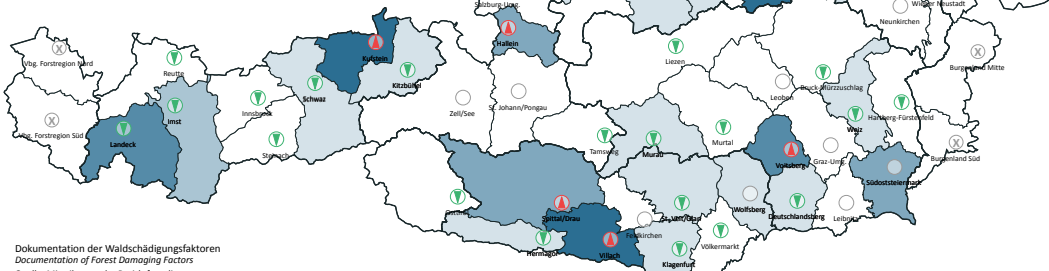 Salzburg-Umg.
Wiener Neustadt
Neunkirchen
Hallein
Kufstein
Vbg. Forstregion Nord
Reutte
Liezen
Burgenland Mitte
Kitzbühel
Bruck-Mürzzuschlag
Schwaz
Leoben
Innsbruck
Zell/See
St. Johann/Pongau
Imst
Weiz
Hartberg-Fürstenfeld
Vbg. Forstregion Süd
Landeck
Steinach
Tamsweg
Murau
Murtal
Voitsberg
Graz-Umg.
Burgenland Süd
Südoststeiermark
Osttirol
Spittal/Drau
St. Veit/Glan
Wolfsberg
Deutschlandsberg
Leibnitz
Feldkirchen
Hermagor
Villach
Völkermarkt
Klagenfurt
Dokumentation der Waldschädigungsfaktoren
Documentation of Forest Damaging Factors